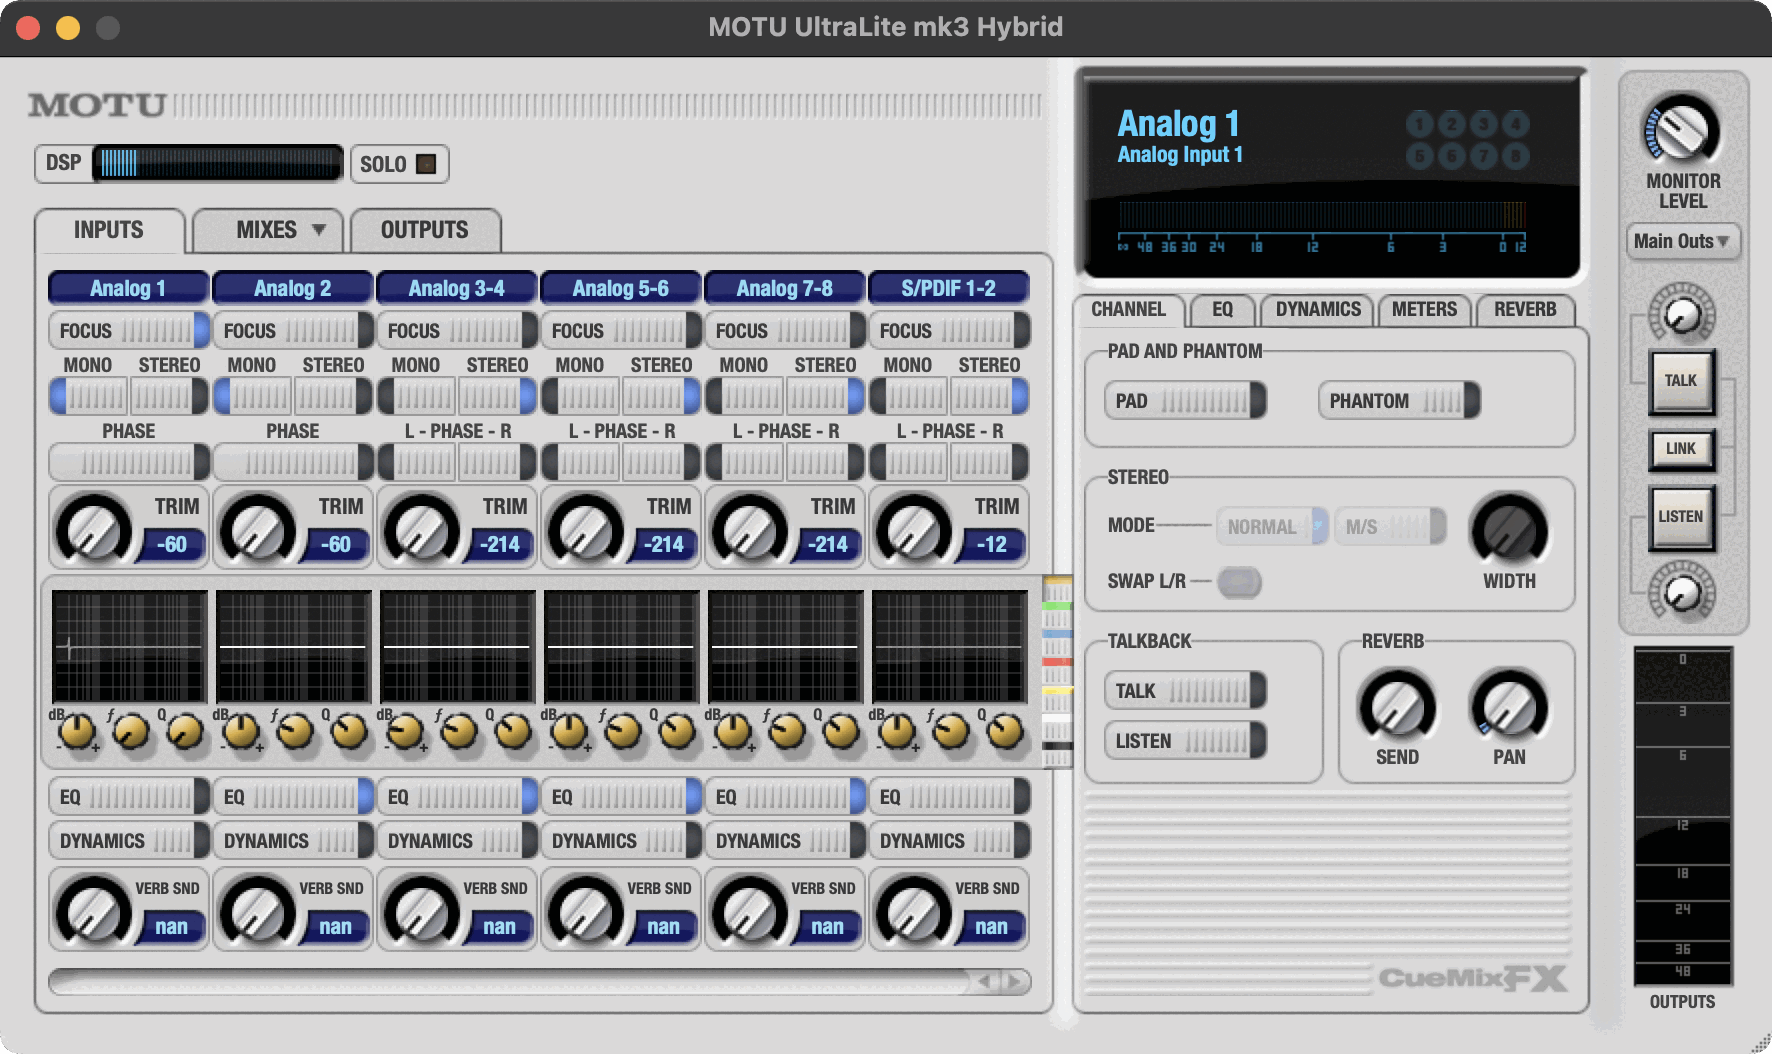 MOTU UltraLite mk3 Hybrid
MOTU
DSP
SOLO
INPUTS MIXES OUTPUTS
Analog 1 Analog 2 Analog 3-4 Analog 5-6 Analog 7-8 S/PDIF 1-2
FOCUS FOCUS FOCUS FOCUS FOCUS FOCUS
MONO STEREO MONO STEREO MONO STEREO MONO STEREO MONO STEREO MONO STEREO
PHASE PHASE L - PHASE - R L - PHASE - R L - PHASE - R L - PHASE - R
TRIM TRIM TRIM TRIM TRIM TRIM
-60 -60 -214 -214 -214 -12
dB f Q dB f Q dB f Q dB f Q dB f Q dB f Q
- + - + - + - + - + - +
EQ EQ EQ EQ EQ EQ
DYNAMICS DYNAMICS DYNAMICS DYNAMICS DYNAMICS DYNAMICS
VERB SND VERB SND VERB SND VERB SND VERB SND VERB SND
nan nan nan nan nan nan
Analog 1
Analog Input 1
1 2 3 4
5 6 7 8
∞ 48 36 30 24 18 12 6 3 0 12
CHANNEL EQ DYNAMICS METERS REVERB
PAD AND PHANTOM
PAD PHANTOM
STEREO
MODE NORMAL M/S
SWAP L/R WIDTH
TALKBACK
TALK
LISTEN
REVERB
SEND PAN
CueMixFX
MONITOR
LEVEL
Main Outs
TALK
LINK
LISTEN
0
3
6
12
18
24
36
48
OUTPUTS